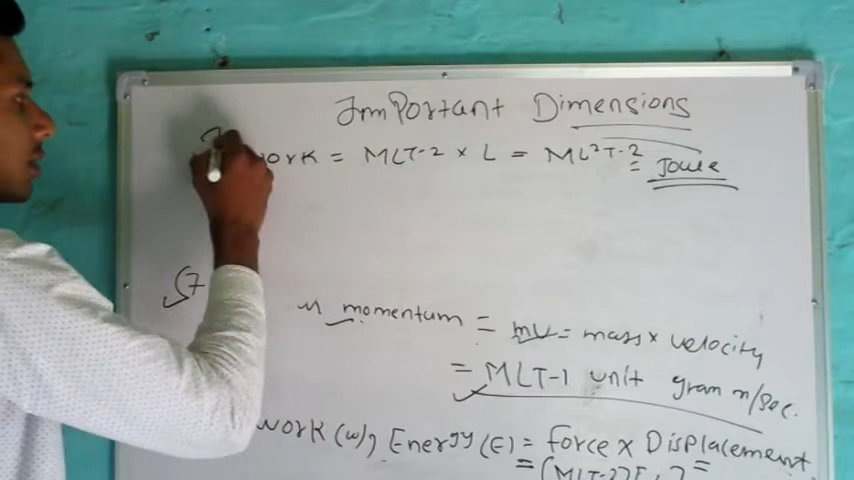 Important Dimensions
work = MLT-2 × L = ML²T-2
= Joule
momentum = mv = mass × velocity
= MLT-1 unit gram m/sec.
work (w), Energy (E) = force × Displacement